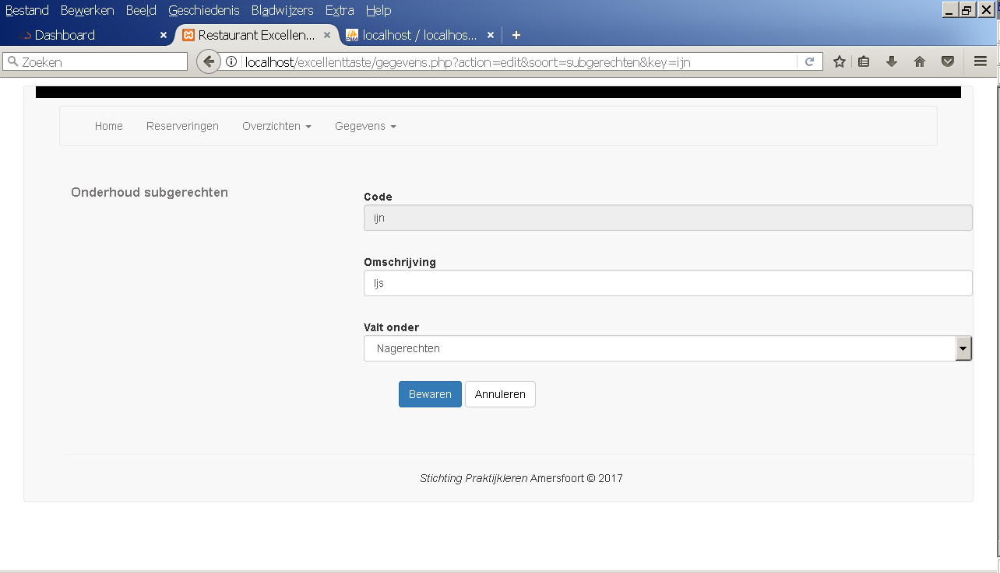 Bestand Bewerken Beeld Geschiedenis Bladwijzers Extra Help
Dashboard Restaurant Excellen... localhost / localhos...
Zoeken localhost/excellenttaste/gegevens.php?action=edit&soort=subgerechten&key=ijn
Home Reserveringen Overzichten Gegevens
Onderhoud subgerechten
Code
ijn
Omschrijving
Ijs
Valt onder
Nagerechten
Bewaren Annuleren
Stichting Praktijkleren Amersfoort © 2017